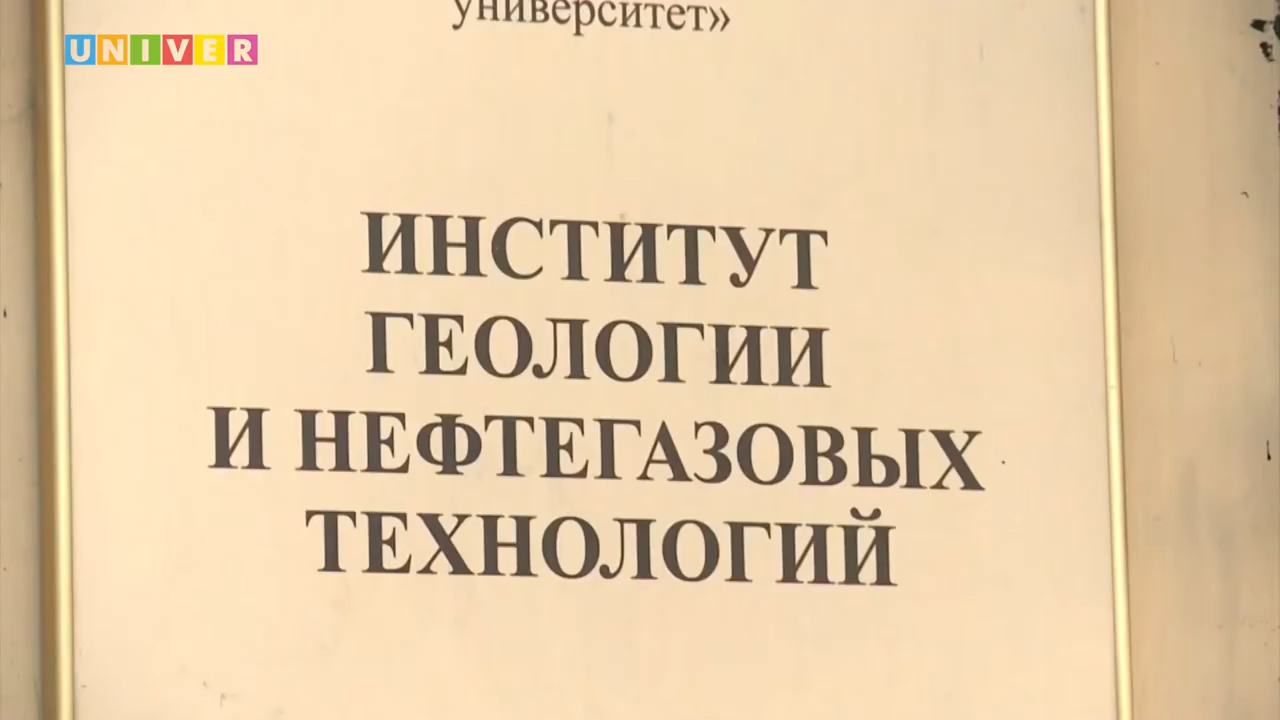 университет»
UNIVER
ИНСТИТУТ
ГЕОЛОГИИ
И НЕФТЕГАЗОВЫХ
ТЕХНОЛОГИЙ